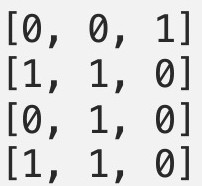 [0, 0, 1]
[1, 1, 0]
[0, 1, 0]
[1, 1, 0]